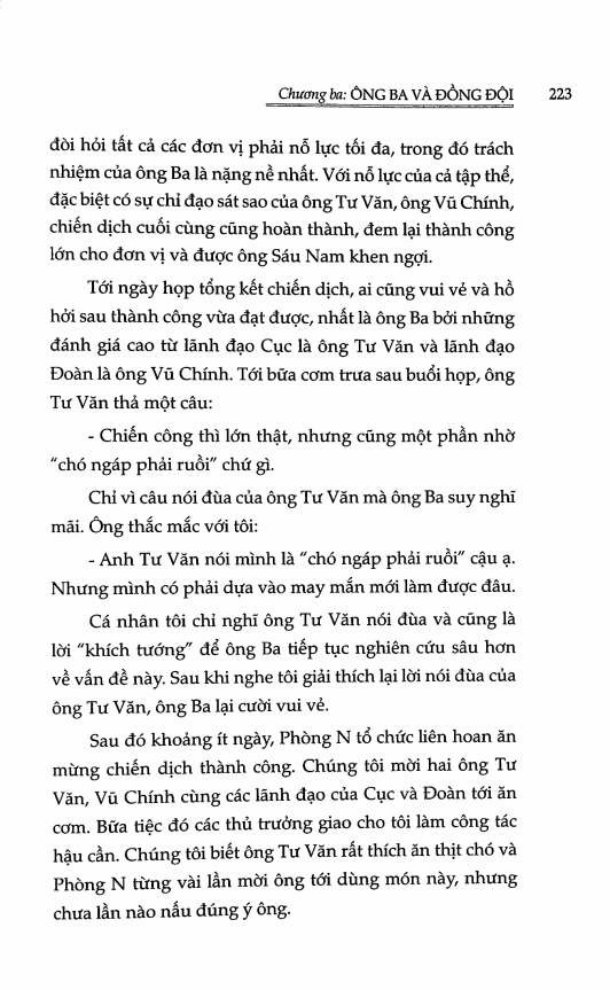 Chương ba: ÔNG BA VÀ ĐỒNG ĐỘI 223
đòi hỏi tất cả các đơn vị phải nỗ lực tối đa, trong đó trách
nhiệm của ông Ba là nặng nề nhất. Với nỗ lực của cả tập thể,
đặc biệt có sự chỉ đạo sát sao của ông Tư Văn, ông Vũ Chính,
chiến dịch cuối cùng cũng hoàn thành, đem lại thành công
lớn cho đơn vị và được ông Sáu Nam khen ngợi.
Tới ngày họp tổng kết chiến dịch, ai cũng vui vẻ và hồ
hởi sau thành công vừa đạt được, nhất là ông Ba bởi những
đánh giá cao từ lãnh đạo Cục là ông Tư Văn và lãnh đạo
Đoàn là ông Vũ Chính. Tới bữa cơm trưa sau buổi họp, ông
Tư Văn thả một câu:
- Chiến công thì lớn thật, nhưng cũng một phần nhờ
"chó ngáp phải ruồi" chứ gì.
Chỉ vì câu nói đùa của ông Tư Văn mà ông Ba suy nghĩ
mãi. Ông thắc mắc với tôi:
- Anh Tư Văn nói mình là "chó ngáp phải ruồi" cậu ạ.
Nhưng mình có phải dựa vào may mắn mới làm được đâu.
Cá nhân tôi chỉ nghĩ ông Tư Văn nói đùa và cũng là
lời "khích tướng" để ông Ba tiếp tục nghiên cứu sâu hơn
về vấn đề này. Sau khi nghe tôi giải thích lại lời nói đùa của
ông Tư Văn, ông Ba lại cười vui vẻ.
Sau đó khoảng ít ngày, Phòng N tổ chức liên hoan ăn
mừng chiến dịch thành công. Chúng tôi mời hai ông Tư
Văn, Vũ Chính cùng các lãnh đạo của Cục và Đoàn tới ăn
cơm. Bữa tiệc đó các thủ trưởng giao cho tôi làm công tác
hậu cần. Chúng tôi biết ông Tư Văn rất thích ăn thịt chó và
Phòng N từng vài lần mời ông tới dùng món này, nhưng
chưa lần nào nấu đúng ý ông.